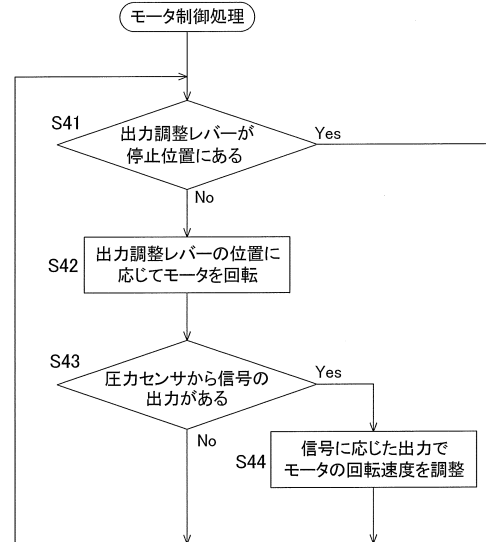 モータ制御処理
S41
出力調整レバーが
停止位置にある
Yes
No
S42
出力調整レバーの位置に
応じてモータを回転
S43
圧力センサから信号の
出力がある
Yes
No
S44
信号に応じた出力で
モータの回転速度を調整